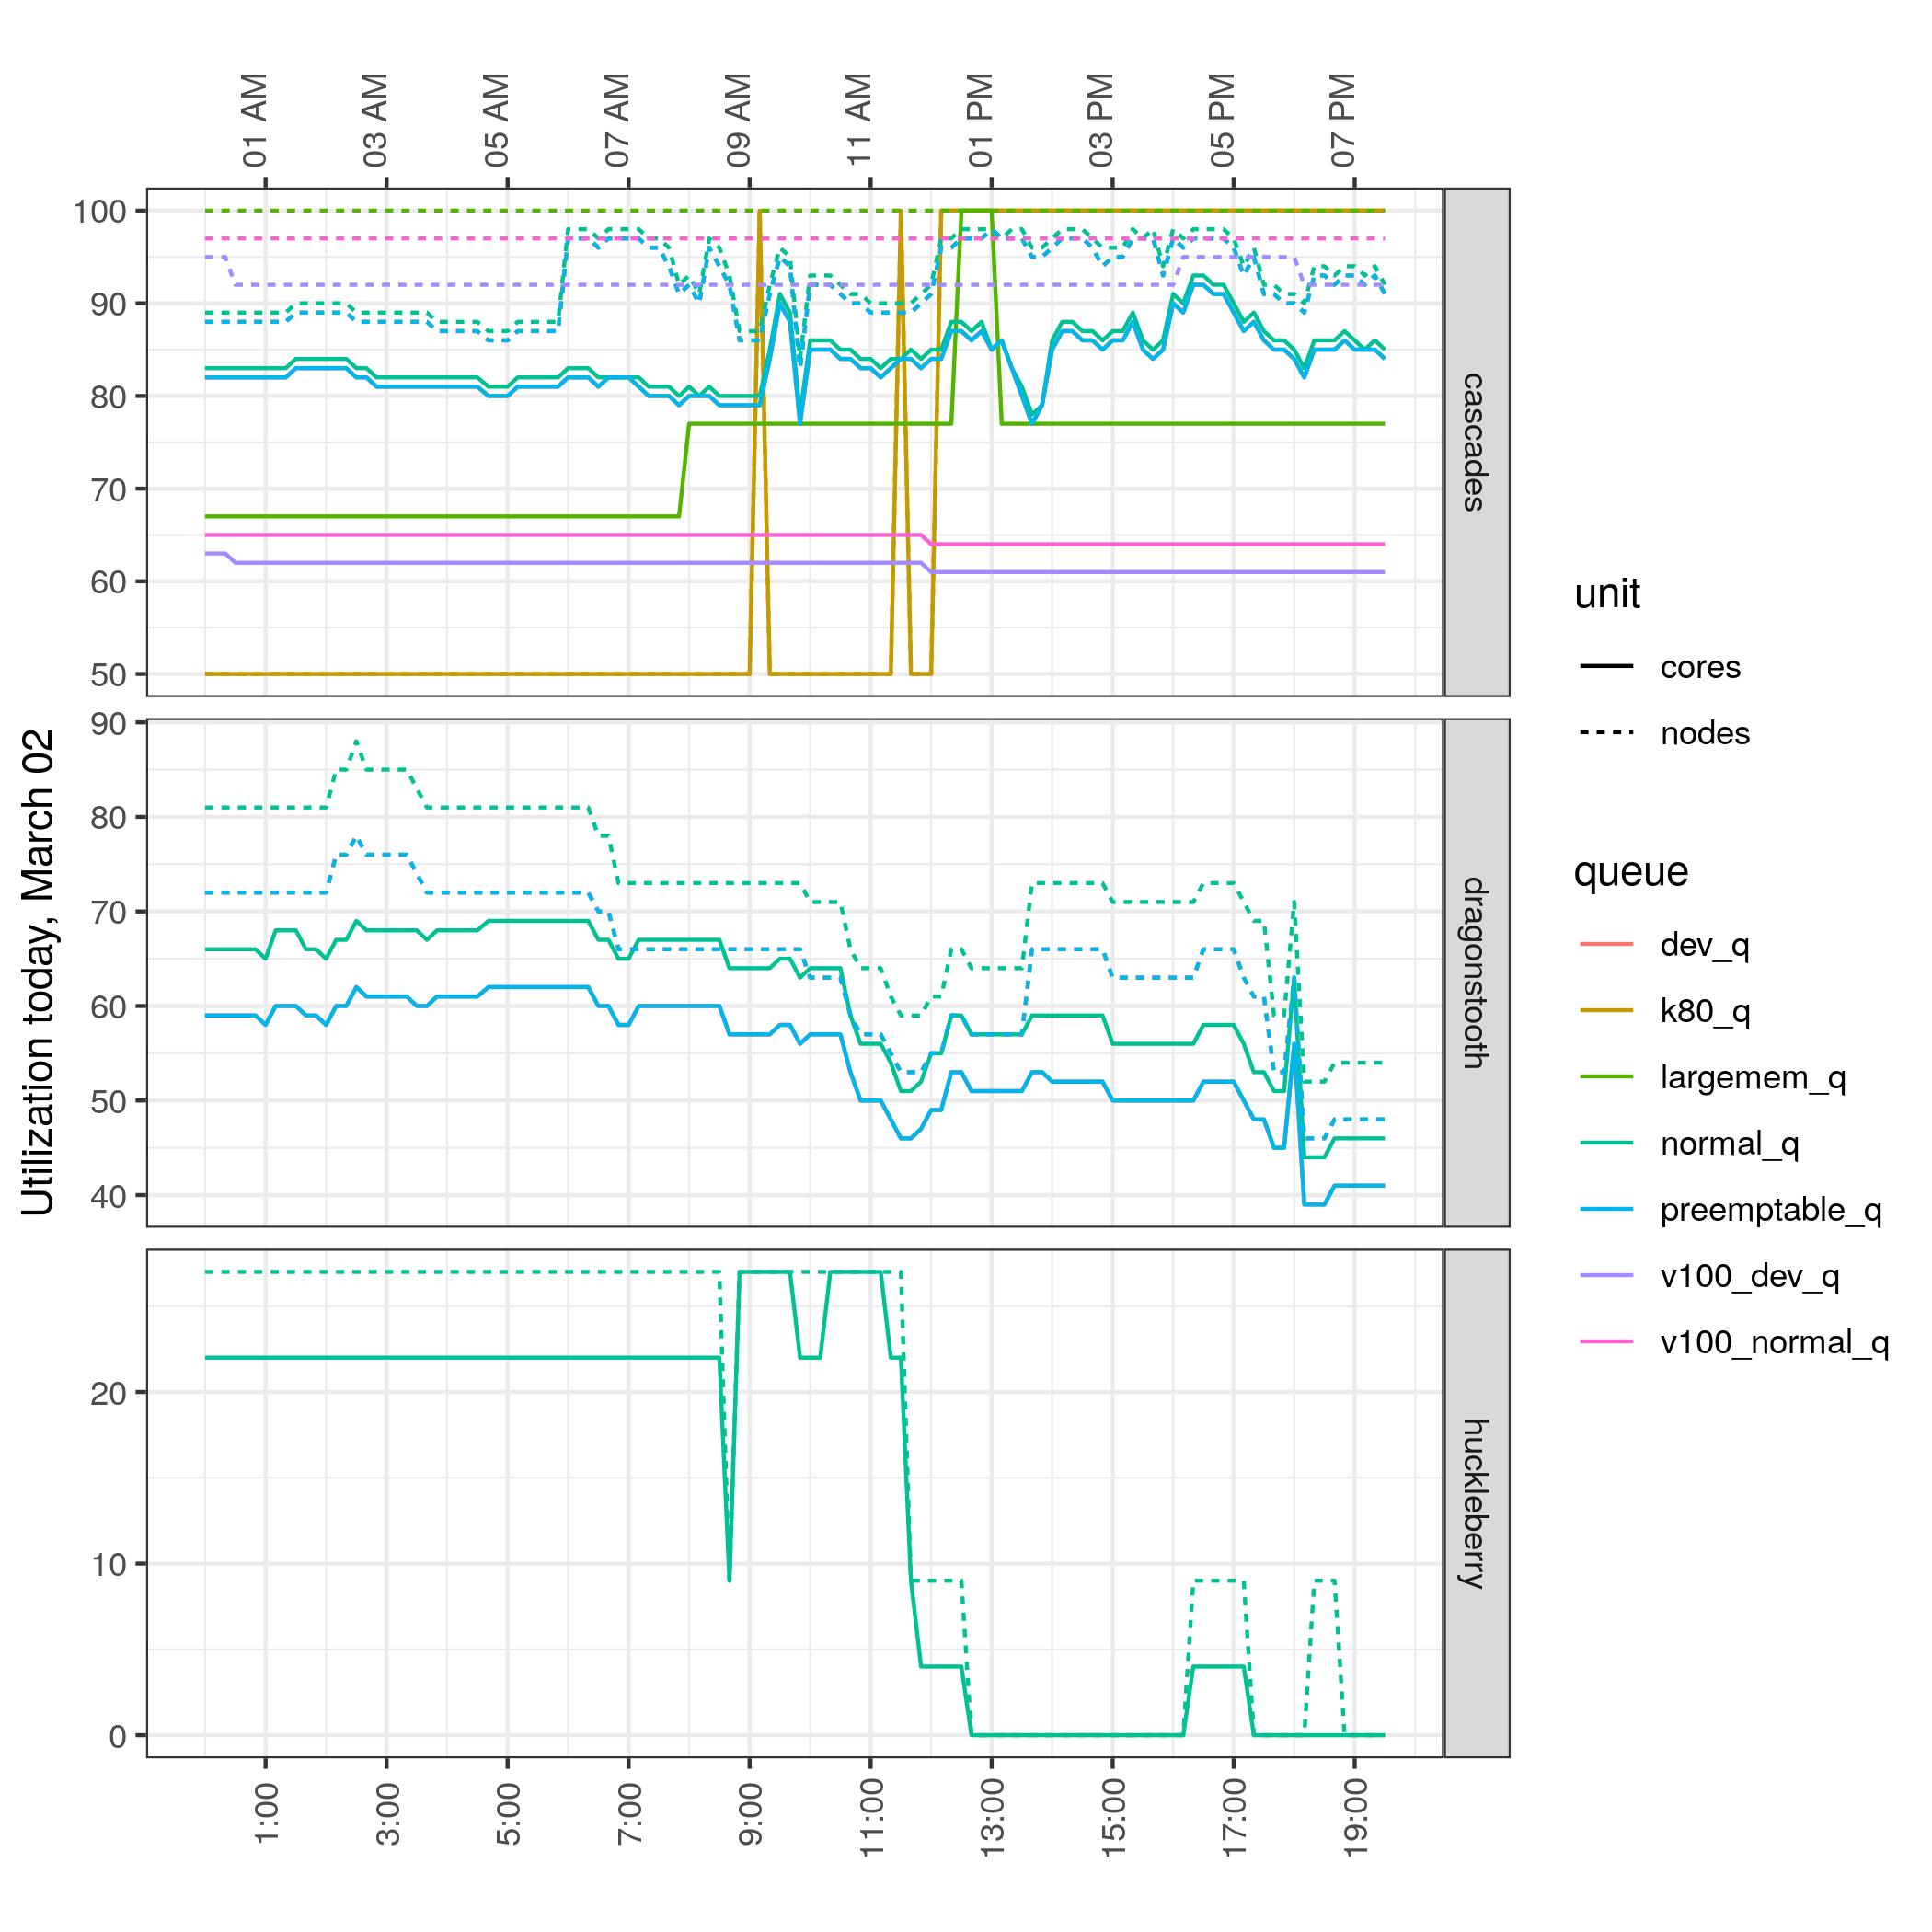 01 AM
03 AM
05 AM
07 AM
09 AM
11 AM
01 PM
03 PM
05 PM
07 PM
Utilization today, March 02
100
90
80
70
60
50
cascades
90
80
70
60
50
40
dragonstooth
20
10
0
huckleberry
1:00
3:00
5:00
7:00
9:00
11:00
13:00
15:00
17:00
19:00
unit
cores
nodes
queue
dev_q
k80_q
largemem_q
normal_q
preemptable_q
v100_dev_q
v100_normal_q